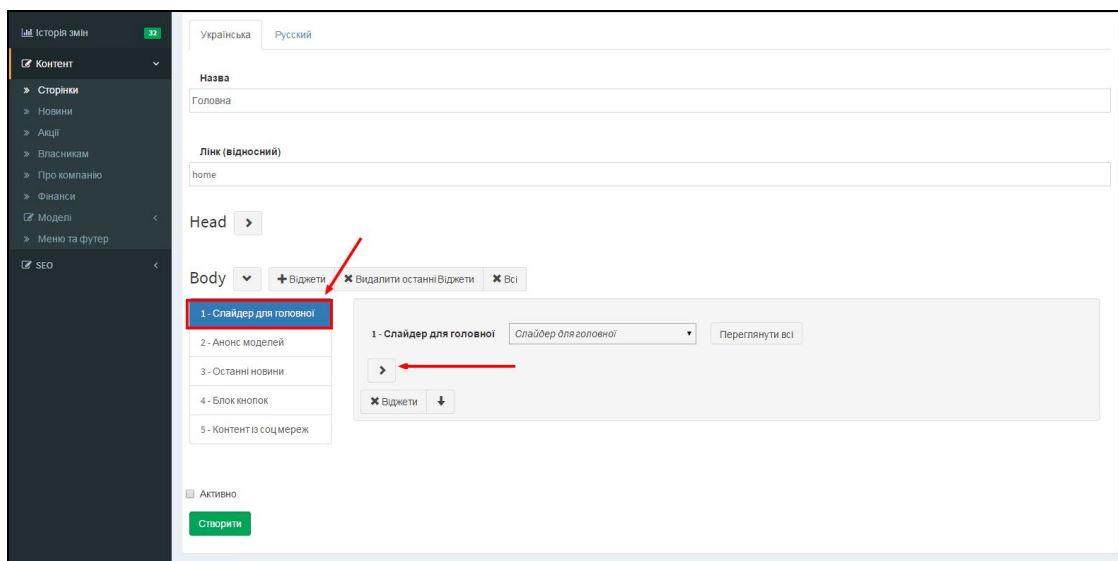 Історія змін 32
Контент
Сторінки
Новини
Акції
Власникам
Про компанію
Фінанси
Моделі
Меню та футер
SEO
Українська Русский
Назва
Головна
Лінк (відносний)
home
Head
Body Віджети Видалити останні Віджети Всі
1 - Слайдер для головної
2 - Анонс моделей
3 - Останні новини
4 - Блок кнопок
5 - Контент із соц мереж
1 - Слайдер для головної Слайдер для головної Переглянути всі
Віджети
Активно
Створити